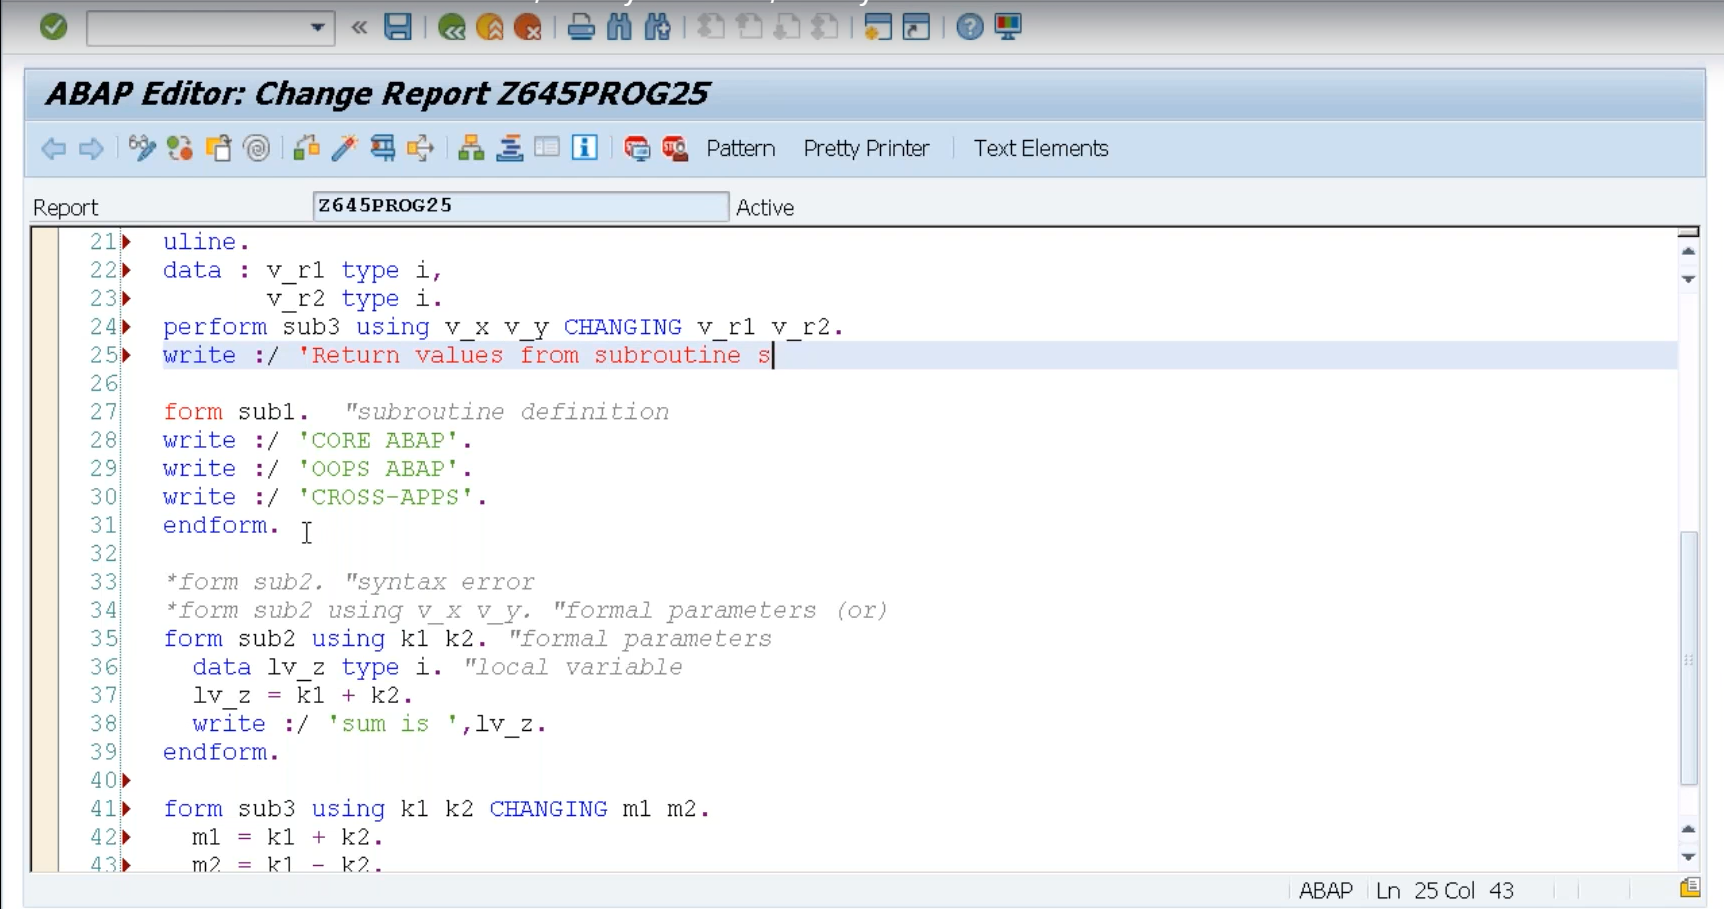 ABAP Editor: Change Report Z645PROG25
Pattern Pretty Printer Text Elements
Report Z645PROG25 Active
21 uline.
22 data : v_r1 type i,
23 v_r2 type i.
24 perform sub3 using v_x v_y CHANGING v_r1 v_r2.
25 write :/ 'Return values from subroutine s
26
27 form sub1. "subroutine definition
28 write :/ 'CORE ABAP'.
29 write :/ 'OOPS ABAP'.
30 write :/ 'CROSS-APPS'.
31 endform.
32
33 *form sub2. "syntax error
34 *form sub2 using v_x v_y. "formal parameters (or)
35 form sub2 using k1 k2. "formal parameters
36 data lv_z type i. "local variable
37 lv_z = k1 + k2.
38 write :/ 'sum is ',lv_z.
39 endform.
40
41 form sub3 using k1 k2 CHANGING m1 m2.
42 m1 = k1 + k2.
43 m2 = k1 - k2.
ABAP Ln 25 Col 43